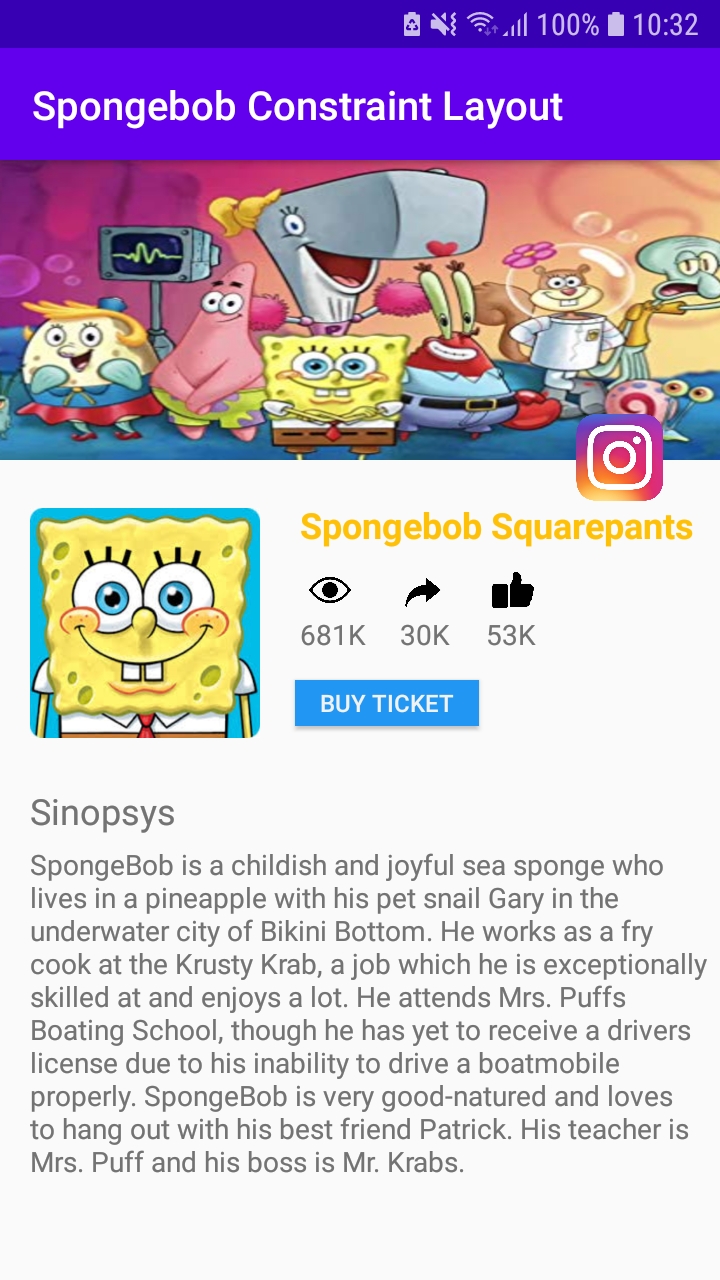 100% 10:32
Spongebob Constraint Layout
P
Spongebob Squarepants
681K 30K 53K
BUY TICKET
Sinopsys
SpongeBob is a childish and joyful sea sponge who
lives in a pineapple with his pet snail Gary in the
underwater city of Bikini Bottom. He works as a fry
cook at the Krusty Krab, a job which he is exceptionally
skilled at and enjoys a lot. He attends Mrs. Puffs
Boating School, though he has yet to receive a drivers
license due to his inability to drive a boatmobile
properly. SpongeBob is very good-natured and loves
to hang out with his best friend Patrick. His teacher is
Mrs. Puff and his boss is Mr. Krabs.